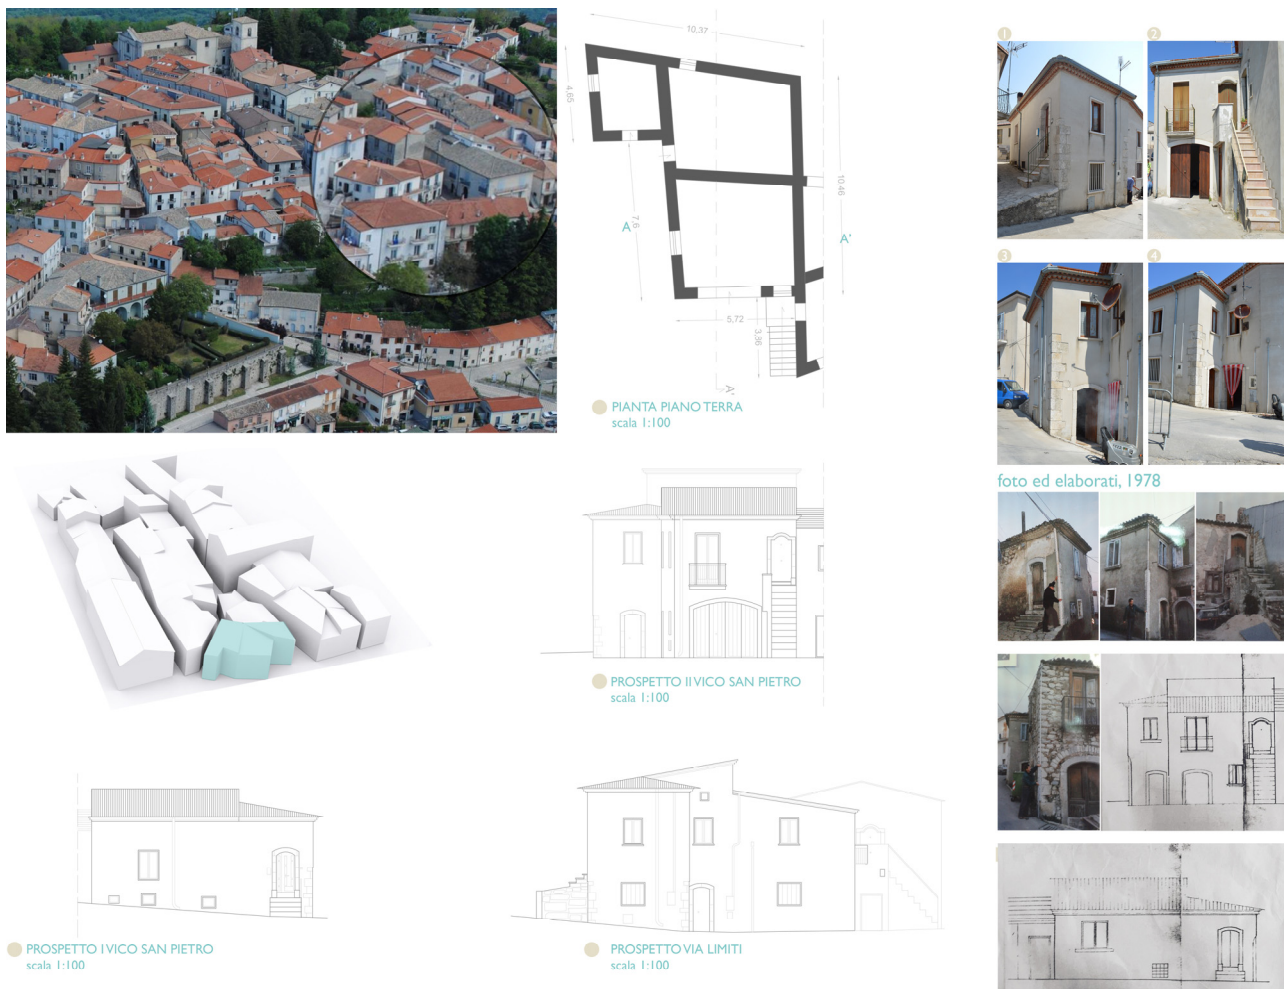 10,37
4,65
7,6
10,46
A
A'
5,72
3,86
A'
PIANTA PIANO TERRA
scala 1:100
1
2
3
4
foto ed elaborati, 1978
PROSPETTO II VICO SAN PIETRO
scala 1:100
PROSPETTO I VICO SAN PIETRO
scala 1:100
PROSPETTO VIA LIMITI
scala 1:100